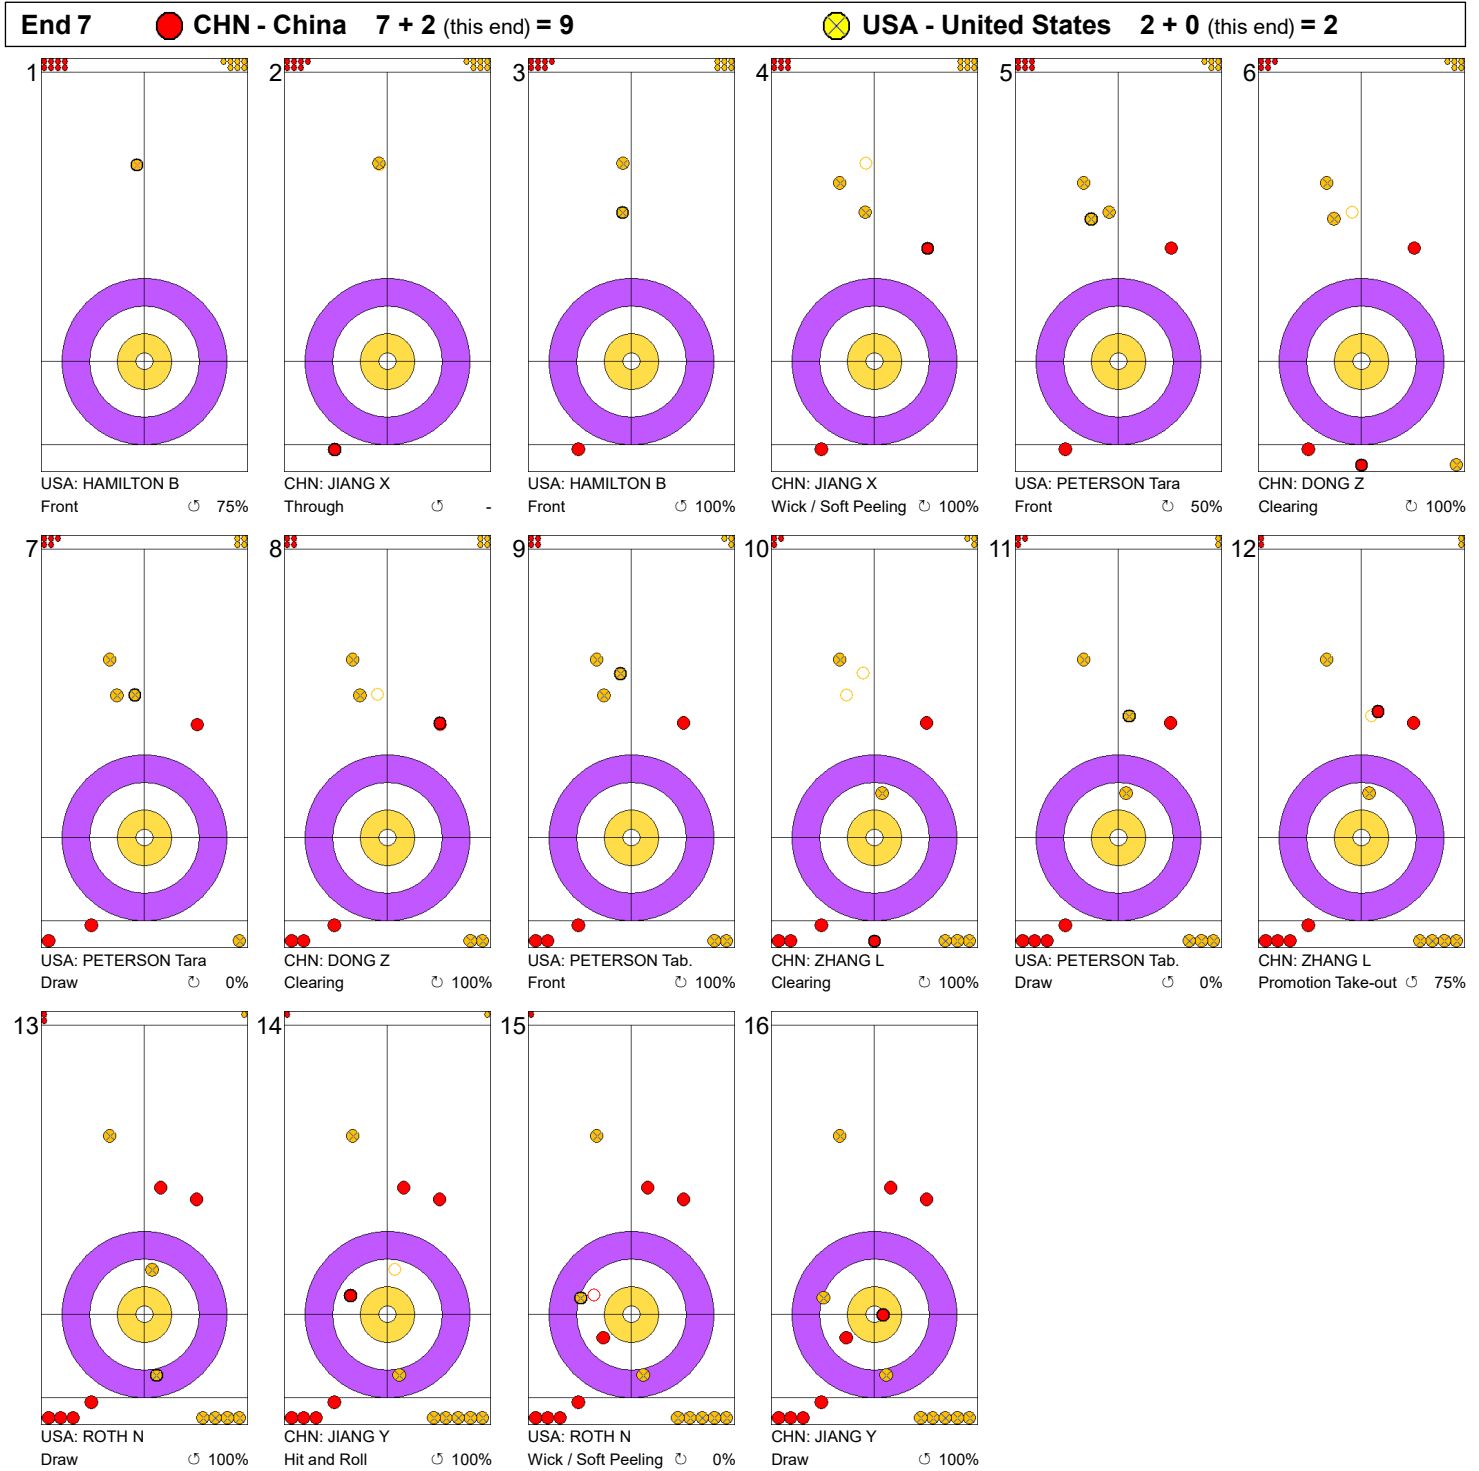 End 7 CHN - China 7 + 2 (this end) = 9 USA - United States 2 + 0 (this end) = 2
1 2 3 4 5 6
USA: HAMILTON B CHN: JIANG X USA: HAMILTON B CHN: JIANG X USA: PETERSON Tara CHN: DONG Z
Front ↺ 75% Through ↺ - Front ↺ 100% Wick / Soft Peeling ↻ 100% Front ↻ 50% Clearing ↻ 100%
7 8 9 10 11 12
USA: PETERSON Tara CHN: DONG Z USA: PETERSON Tab. CHN: ZHANG L USA: PETERSON Tab. CHN: ZHANG L
Draw ↻ 0% Clearing ↻ 100% Front ↻ 100% Clearing ↻ 100% Draw ↺ 0% Promotion Take-out ↺ 75%
13 14 15 16
USA: ROTH N CHN: JIANG Y USA: ROTH N CHN: JIANG Y
Draw ↺ 100% Hit and Roll ↺ 100% Wick / Soft Peeling ↻ 0% Draw ↺ 100%